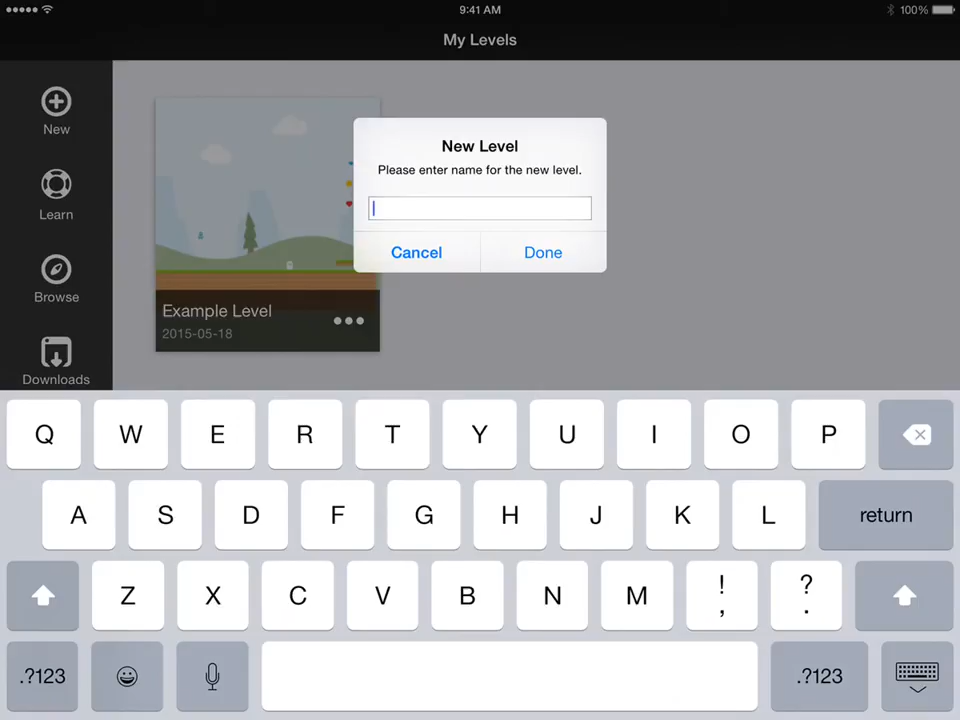 9:41 AM
100%
My Levels
New
Learn
Browse
Downloads
Example Level
2015-05-18
New Level
Please enter name for the new level.
Cancel Done
Q W E R T Y U I O P
A S D F G H J K L return
Z X C V B N M ! , ? .
.?123 .?123